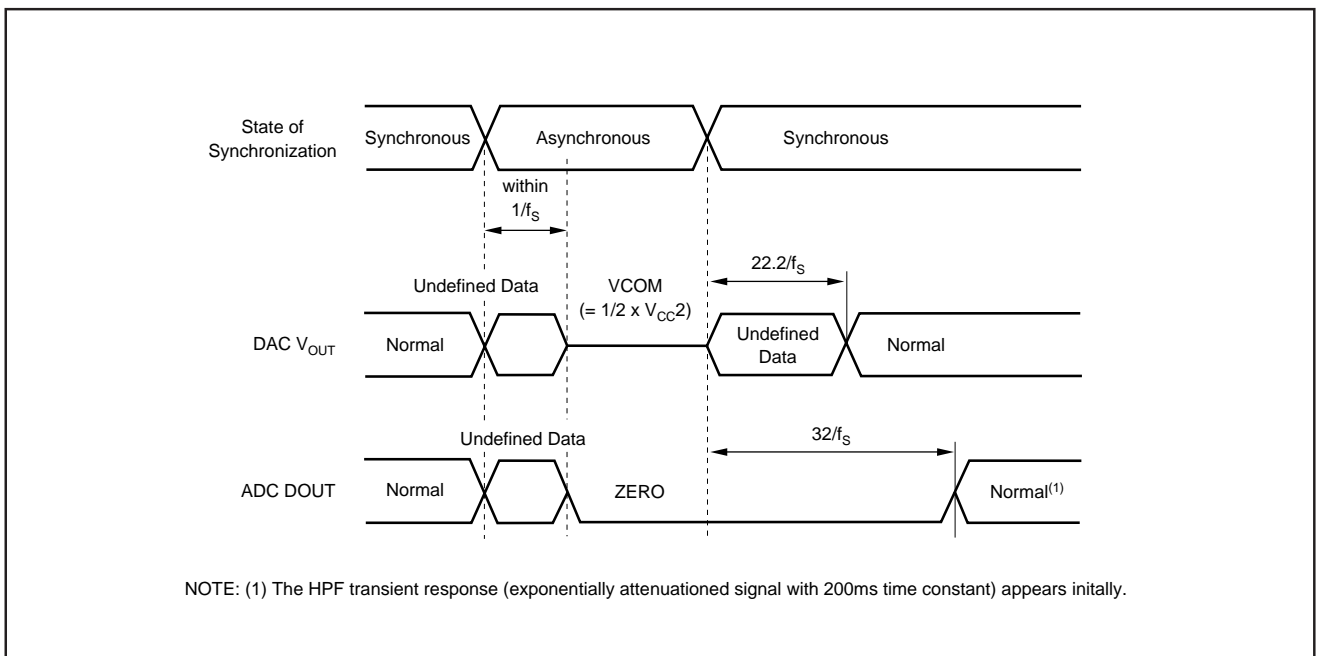 State of
Synchronization
Synchronous
Asynchronous
Synchronous
within
1/fS
22.2/fS
Undefined Data
VCOM
(= 1/2 x VCC2)
DAC VOUT
Normal
Undefined
Data
Normal
Undefined Data
32/fS
ADC DOUT
Normal
ZERO
Normal(1)
NOTE: (1) The HPF transient response (exponentially attenuationed signal with 200ms time constant) appears initally.